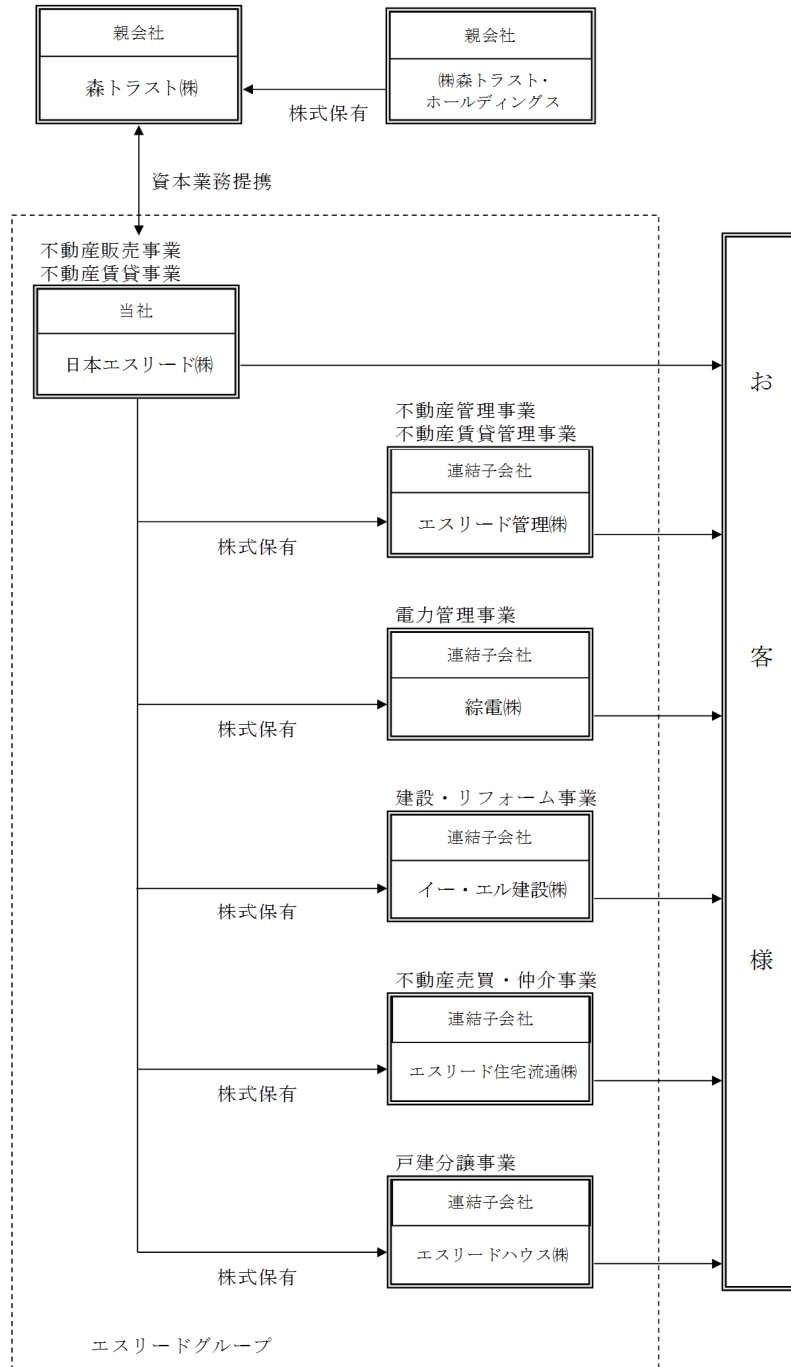 親会社
森トラスト㈱
親会社
㈱森トラスト・
ホールディングス
株式保有
資本業務提携
不動産販売事業
不動産賃貸事業
当社
日本エスリード㈱
お
客
様
不動産管理事業
不動産賃貸管理事業
連結子会社
エスリード管理㈱
株式保有
電力管理事業
連結子会社
綜電㈱
株式保有
建設・リフォーム事業
連結子会社
イー・エル建設㈱
株式保有
不動産売買・仲介事業
連結子会社
エスリード住宅流通㈱
株式保有
戸建分譲事業
連結子会社
エスリードハウス㈱
株式保有
エスリードグループ